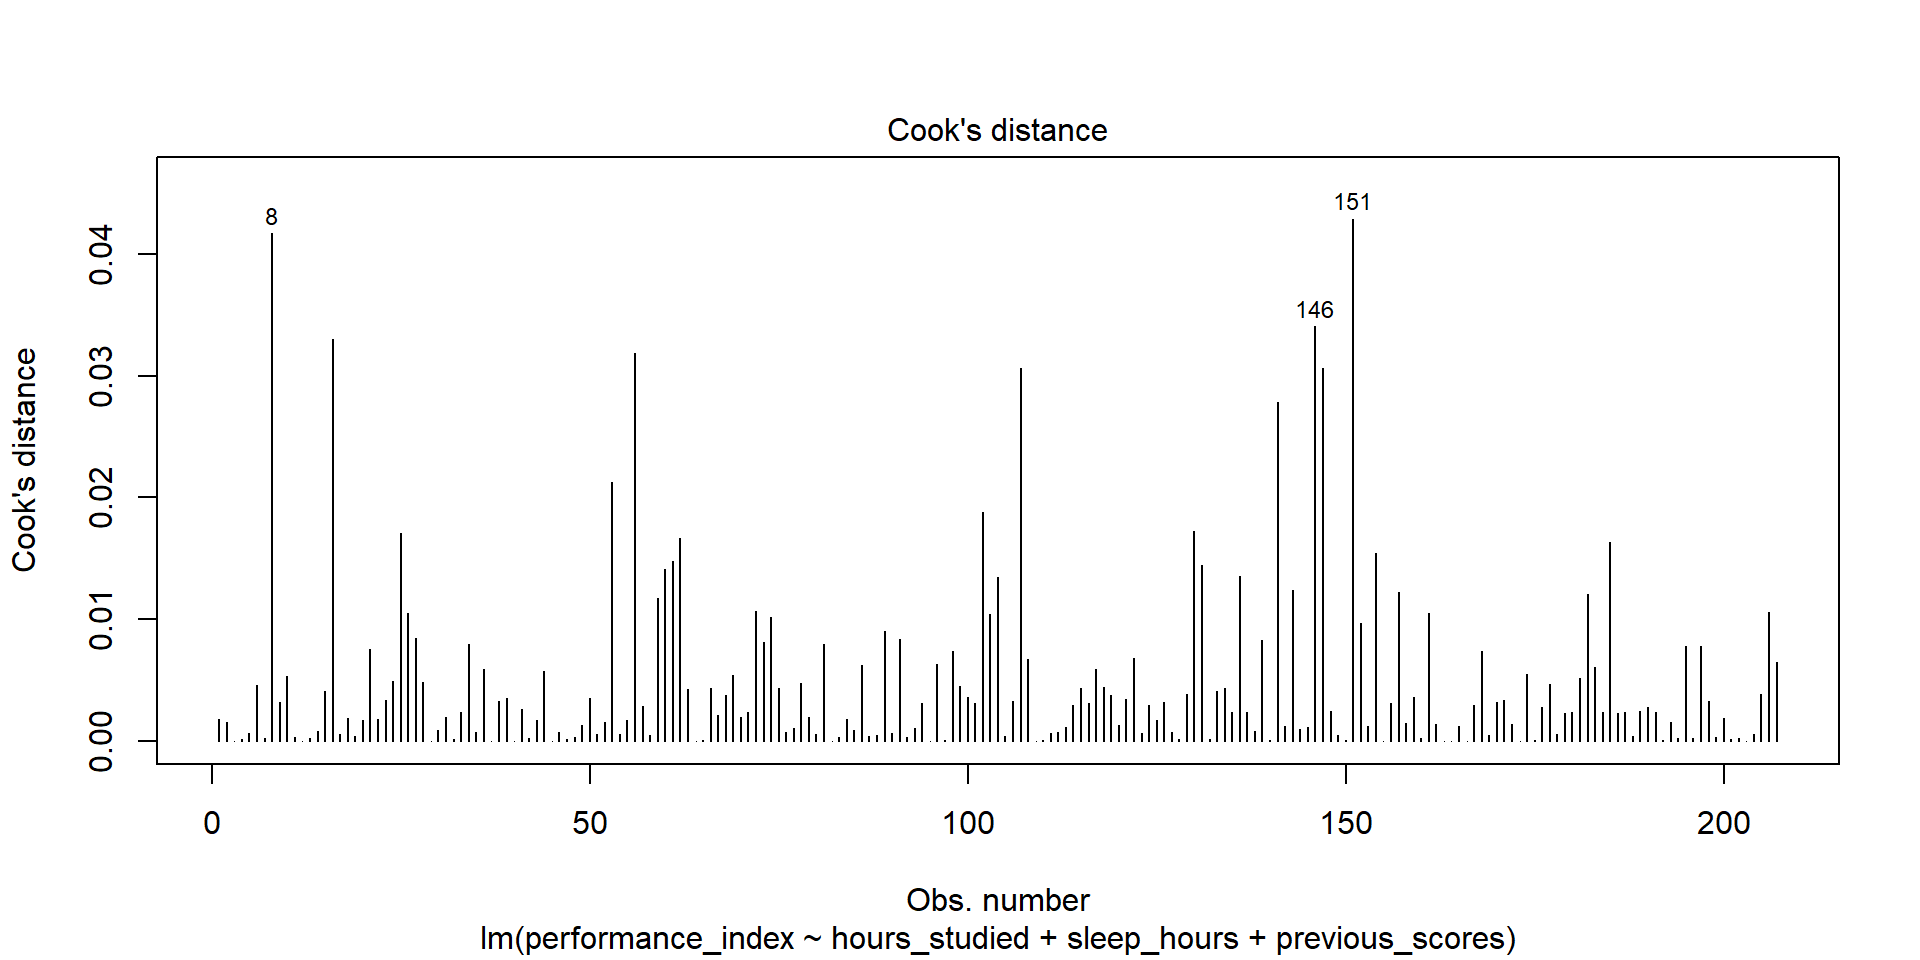 Cook's distance
151
8
146
Cook's distance
0.04
0.03
0.02
0.01
0.00
0 50 100 150 200
Obs. number
lm(performance_index ~ hours_studied + sleep_hours + previous_scores)